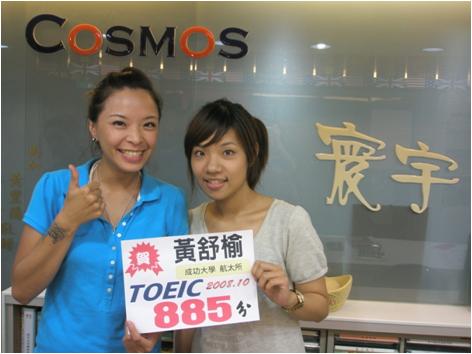 COSMOS
寰宇
賀 黃舒榆
成功大學 航太所
TOEIC 2008.10
885分